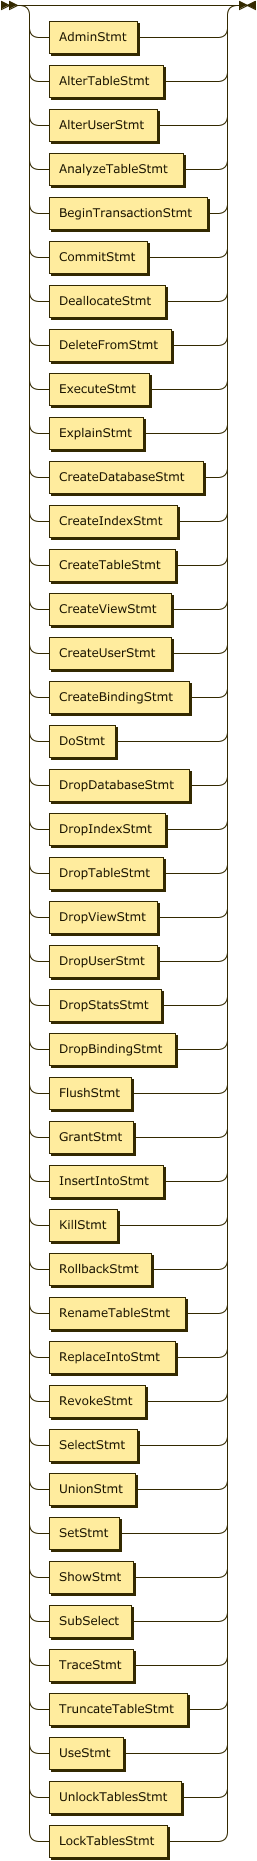 AdminStmt
AlterTableStmt
AlterUserStmt
AnalyzeTableStmt
BeginTransactionStmt
CommitStmt
DeallocateStmt
DeleteFromStmt
ExecuteStmt
ExplainStmt
CreateDatabaseStmt
CreateIndexStmt
CreateTableStmt
CreateViewStmt
CreateUserStmt
CreateBindingStmt
DoStmt
DropDatabaseStmt
DropIndexStmt
DropTableStmt
DropViewStmt
DropUserStmt
DropStatsStmt
DropBindingStmt
FlushStmt
GrantStmt
InsertIntoStmt
KillStmt
RollbackStmt
RenameTableStmt
ReplaceIntoStmt
RevokeStmt
SelectStmt
UnionStmt
SetStmt
ShowStmt
SubSelect
TraceStmt
TruncateTableStmt
UseStmt
UnlockTablesStmt
LockTablesStmt